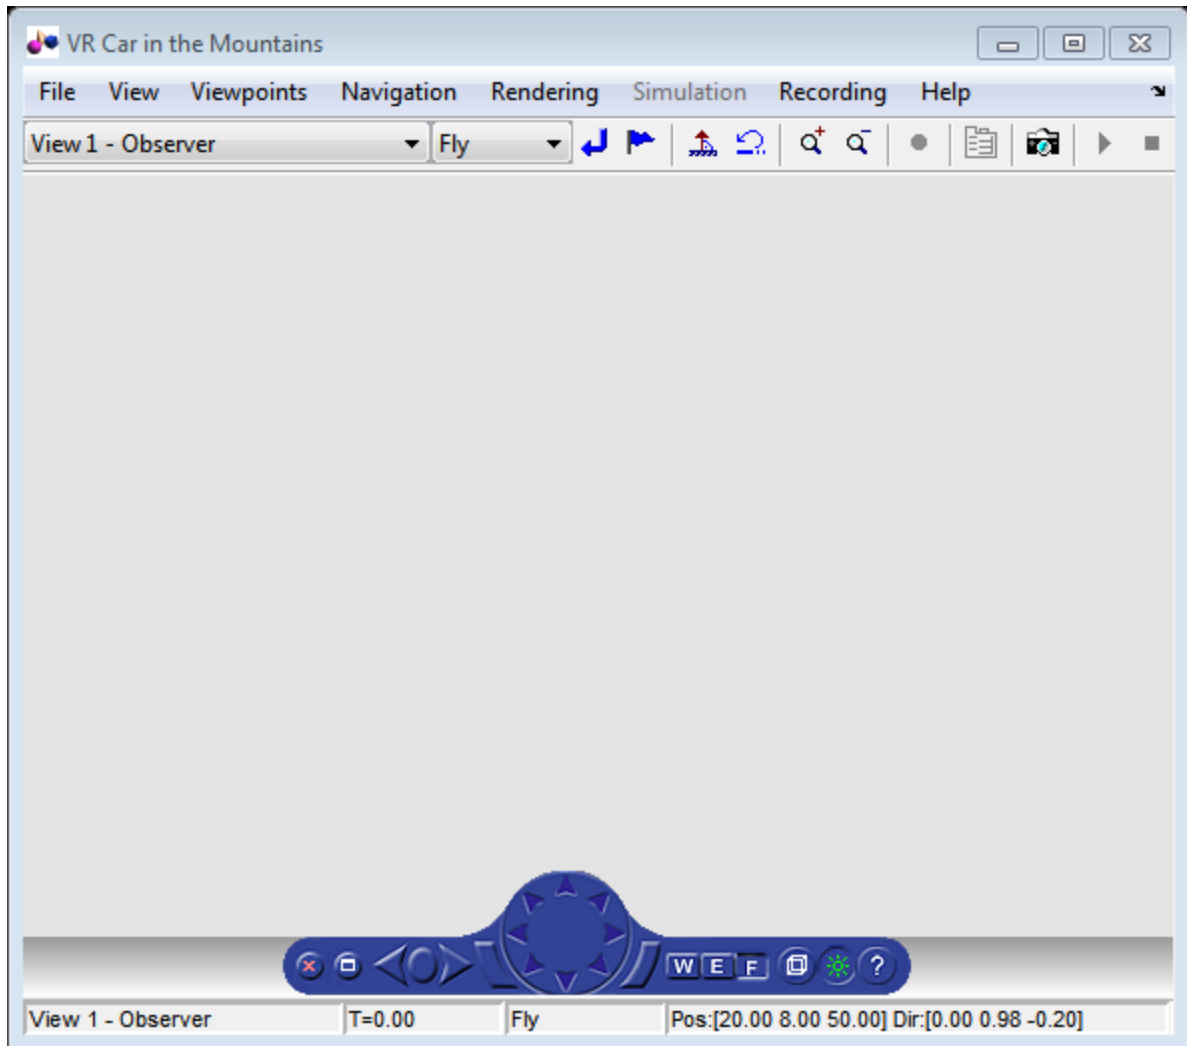 VR Car in the Mountains
File View Viewpoints Navigation Rendering Simulation Recording Help
View 1 - Observer Fly
W E F ?
View 1 - Observer T=0.00 Fly Pos:[20.00 8.00 50.00] Dir:[0.00 0.98 -0.20]